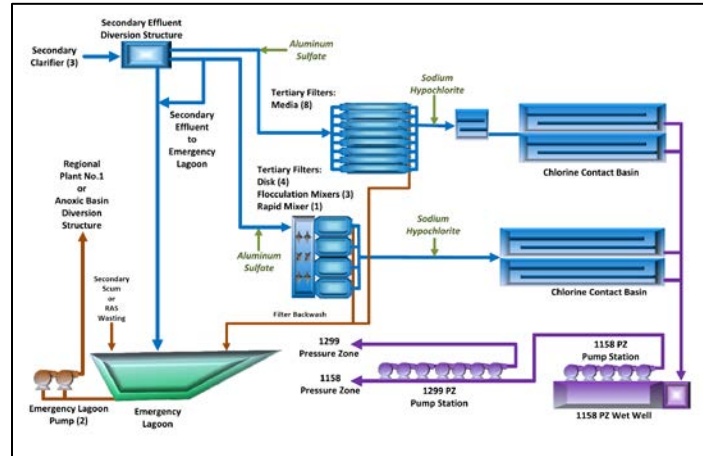 Secondary Effluent
Diversion Structure
Secondary
Clarifier (3)
Aluminum
Sulfate
Sodium
Hypochlorite
Tertiary Filters:
Media (8)
Secondary
Effluent
to
Emergency
Lagoon
Chlorine Contact Basin
Regional
Plant No.1
or
Anoxic Basin
Diversion
Structure
Tertiary Filters:
Disk (4)
Flocculation Mixers (3)
Rapid Mixer (1)
Sodium
Hypochlorite
Aluminum
Sulfate
Chlorine Contact Basin
Secondary
Scum
or
RAS
Wasting
Filter Backwash
1299
Pressure Zone
1158 PZ
Pump Station
1158
Pressure Zone
1299 PZ
Pump Station
Emergency Lagoon
Pump (2)
Emergency
Lagoon
1158 PZ Wet Well